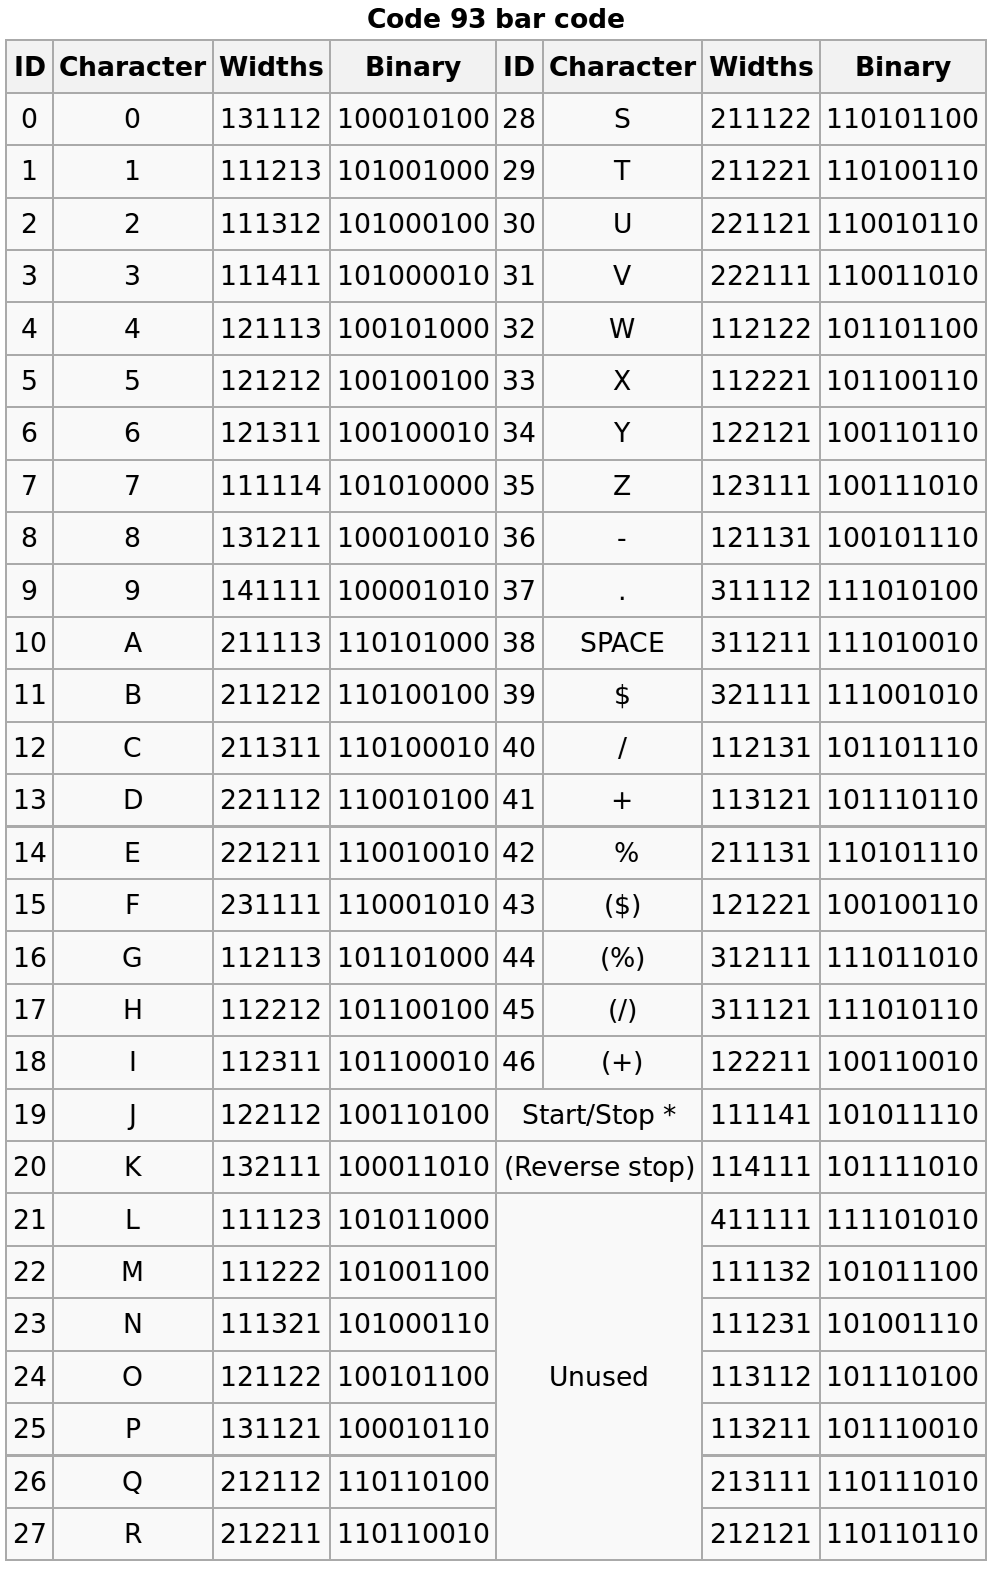 Code 93 bar code
ID Character Widths Binary ID Character Widths Binary
0 0 131112 100010100 28 S 211122 110101100
1 1 111213 101001000 29 T 211221 110100110
2 2 111312 101000100 30 U 221121 110010110
3 3 111411 101000010 31 V 222111 110011010
4 4 121113 100101000 32 W 112122 101101100
5 5 121212 100100100 33 X 112221 101100110
6 6 121311 100100010 34 Y 122121 100110110
7 7 111114 101010000 35 Z 123111 100111010
8 8 131211 100010010 36 - 121131 100101110
9 9 141111 100001010 37 . 311112 111010100
10 A 211113 110101000 38 SPACE 311211 111010010
11 B 211212 110100100 39 $ 321111 111001010
12 C 211311 110100010 40 / 112131 101101110
13 D 221112 110010100 41 + 113121 101110110
14 E 221211 110010010 42 % 211131 110101110
15 F 231111 110001010 43 ($) 121221 100100110
16 G 112113 101101000 44 (%) 312111 111011010
17 H 112212 101100100 45 (/) 311121 111010110
18 I 112311 101100010 46 (+) 122211 100110010
19 J 122112 100110100 Start/Stop * 111141 101011110
20 K 132111 100011010 (Reverse stop) 114111 101111010
21 L 111123 101011000 411111 111101010
22 M 111222 101001100 111132 101011100
23 N 111321 101000110 111231 101001110
24 O 121122 100101100 Unused 113112 101110100
25 P 131121 100010110 113211 101110010
26 Q 212112 110110100 213111 110111010
27 R 212211 110110010 212121 110110110